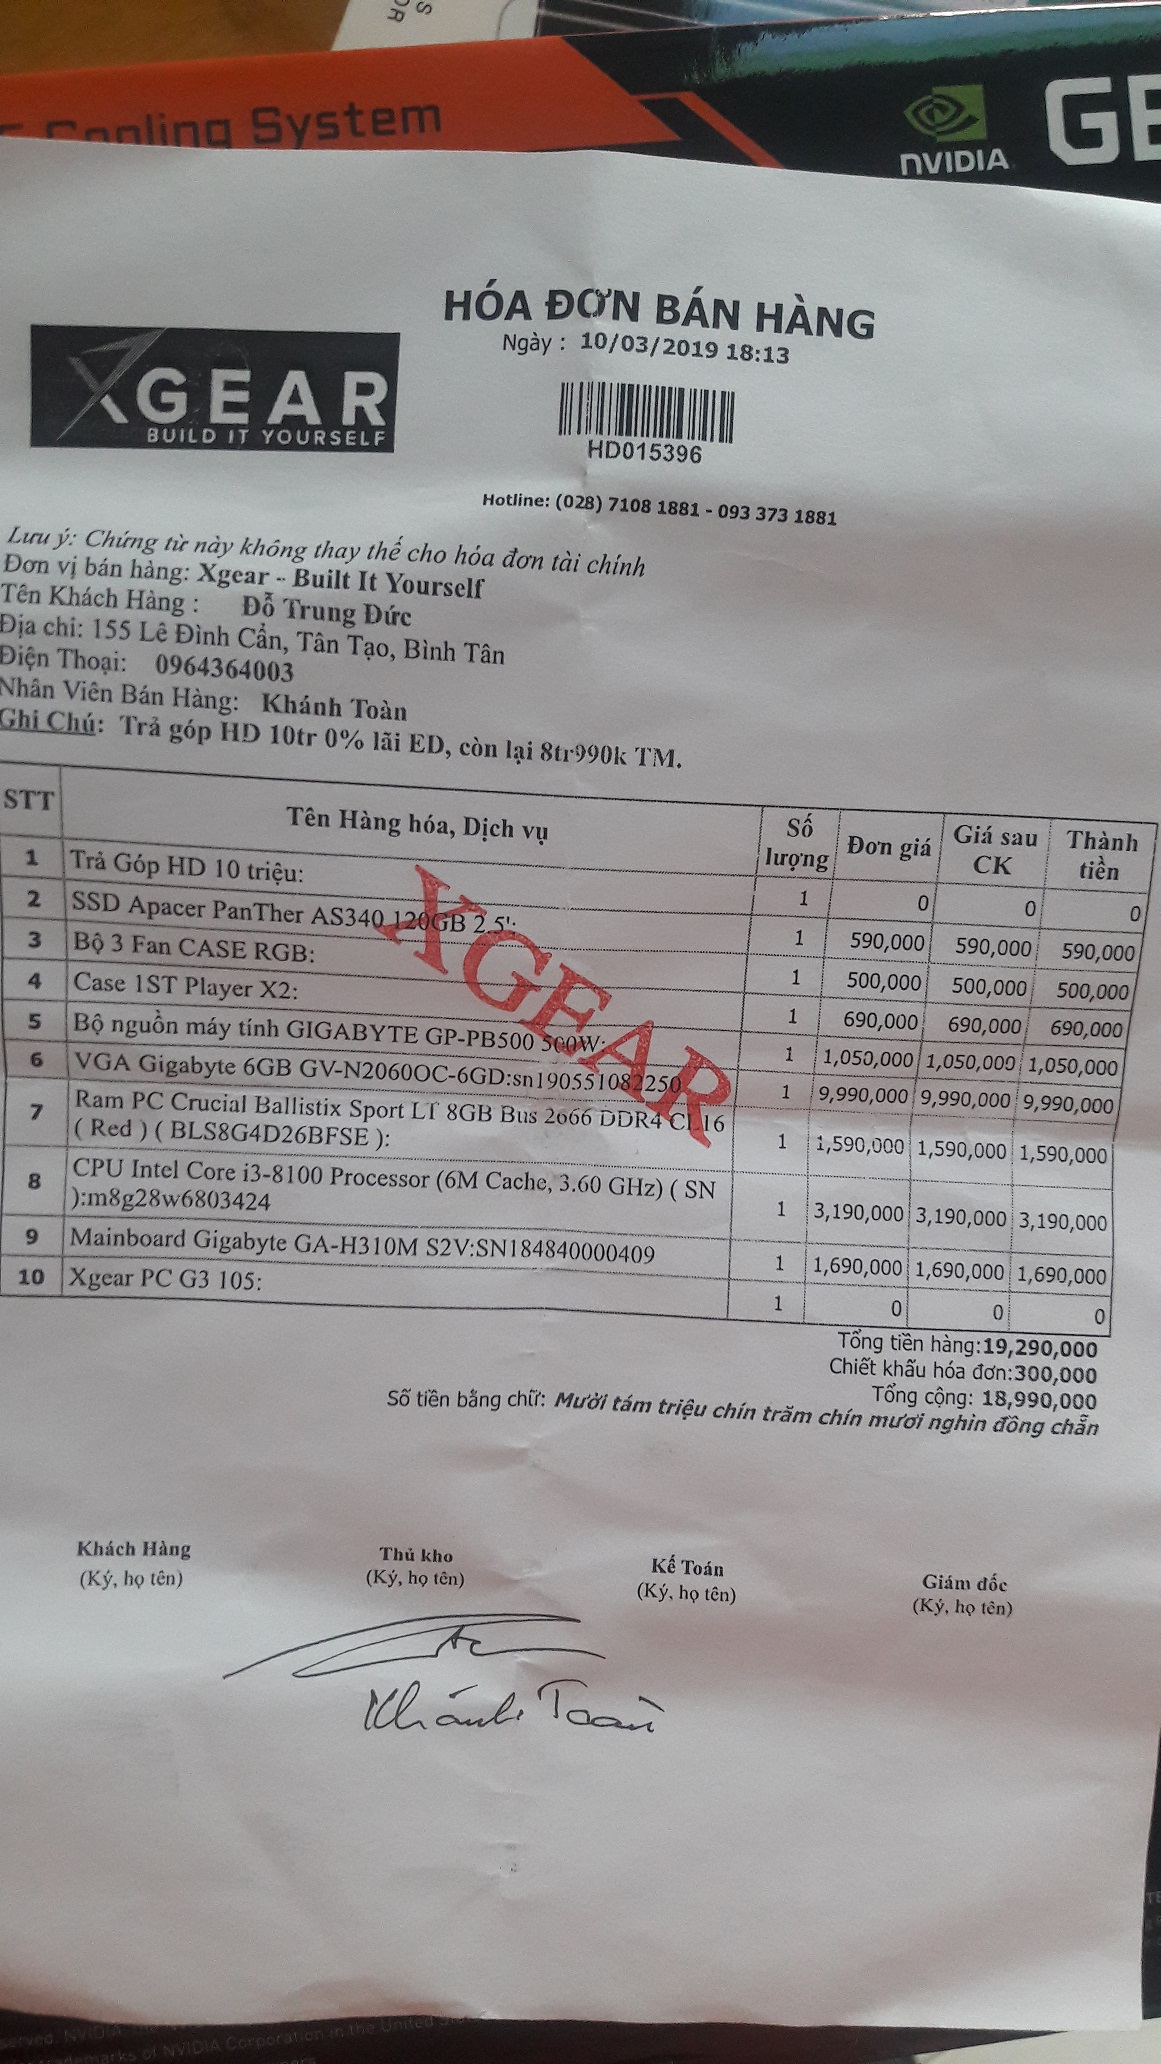 S
OR
Cooling System
NVIDIA
GE
HÓA ĐƠN BÁN HÀNG
Ngày : 10/03/2019 18:13
XGEAR
BUILD IT YOURSELF
HD015396
Hotline: (028) 7108 1881 - 093 373 1881
Lưu ý: Chứng từ này không thay thế cho hóa đơn tài chính
Đơn vị bán hàng: Xgear - Built It Yourself
Tên Khách Hàng : Đỗ Trung Đức
Địa chỉ: 155 Lê Đình Cẩn, Tân Tạo, Bình Tân
Điện Thoại: 0964364003
Nhân Viên Bán Hàng: Khánh Toàn
Ghi Chú: Trả góp HD 10tr 0% lãi ED, còn lại 8tr990k TM.
STT Tên Hàng hóa, Dịch vụ Số lượng Đơn giá Giá sau CK Thành tiền
1 Trả Góp HD 10 triệu: 1 0 0 0
2 SSD Apacer PanTher AS340 120GB 2.5': 1 590,000 590,000 590,000
3 Bộ 3 Fan CASE RGB: 1 500,000 500,000 500,000
4 Case 1ST Player X2: 1 690,000 690,000 690,000
5 Bộ nguồn máy tính GIGABYTE GP-PB500 500W: 1 1,050,000 1,050,000 1,050,000
6 VGA Gigabyte 6GB GV-N2060OC-6GD:sn190551082250 1 9,990,000 9,990,000 9,990,000
7 Ram PC Crucial Ballistix Sport LT 8GB Bus 2666 DDR4 CL16
( Red ) ( BLS8G4D26BFSE ): 1 1,590,000 1,590,000 1,590,000
8 CPU Intel Core i3-8100 Processor (6M Cache, 3.60 GHz) ( SN
):m8g28w6803424 1 3,190,000 3,190,000 3,190,000
9 Mainboard Gigabyte GA-H310M S2V:SN184840000409 1 1,690,000 1,690,000 1,690,000
10 Xgear PC G3 105: 1 0 0 0
XGEAR
Tổng tiền hàng:19,290,000
Chiết khấu hóa đơn:300,000
Tổng cộng: 18,990,000
Số tiền bằng chữ: Mười tám triệu chín trăm chín mươi nghìn đồng chẵn
Khách Hàng Thủ kho Kế Toán Giám đốc
(Ký, họ tên) (Ký, họ tên) (Ký, họ tên) (Ký, họ tên)
Khánh Toàn
NVIDIA
of NVIDIA Corporation in the United